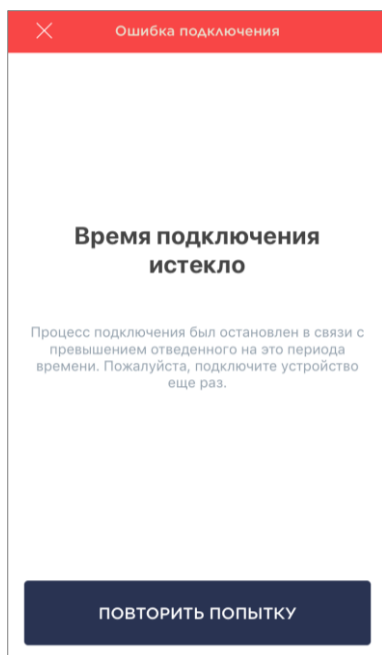 Ошибка подключения
Время подключения
истекло
Процесс подключения был остановлен в связи с
превышением отведенного на это периода
времени. Пожалуйста, подключите устройство
еще раз.
ПОВТОРИТЬ ПОПЫТКУ